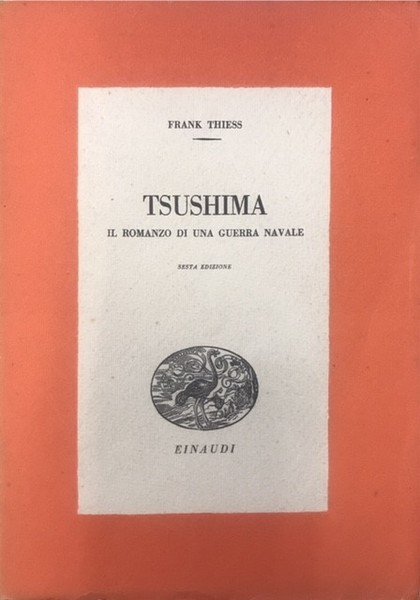 FRANK THIESS
TSUSHIMA
IL ROMANZO DI UNA GUERRA NAVALE
SESTA EDIZIONE
EINAUDI